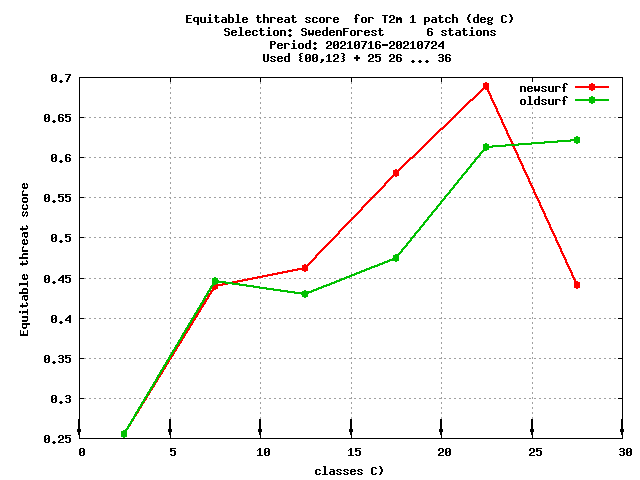 Equitable threat score  for T2m 1 patch (deg C)
Selection: SwedenForest      6 stations
Period: 20210716-20210724
Used {00,12} + 25 26 ... 36
newsurf
oldsurf
0.7
0.65
0.6
0.55
0.5
0.45
0.4
0.35
0.3
0.25
Equitable threat score
0 5 10 15 20 25 30
classes C)